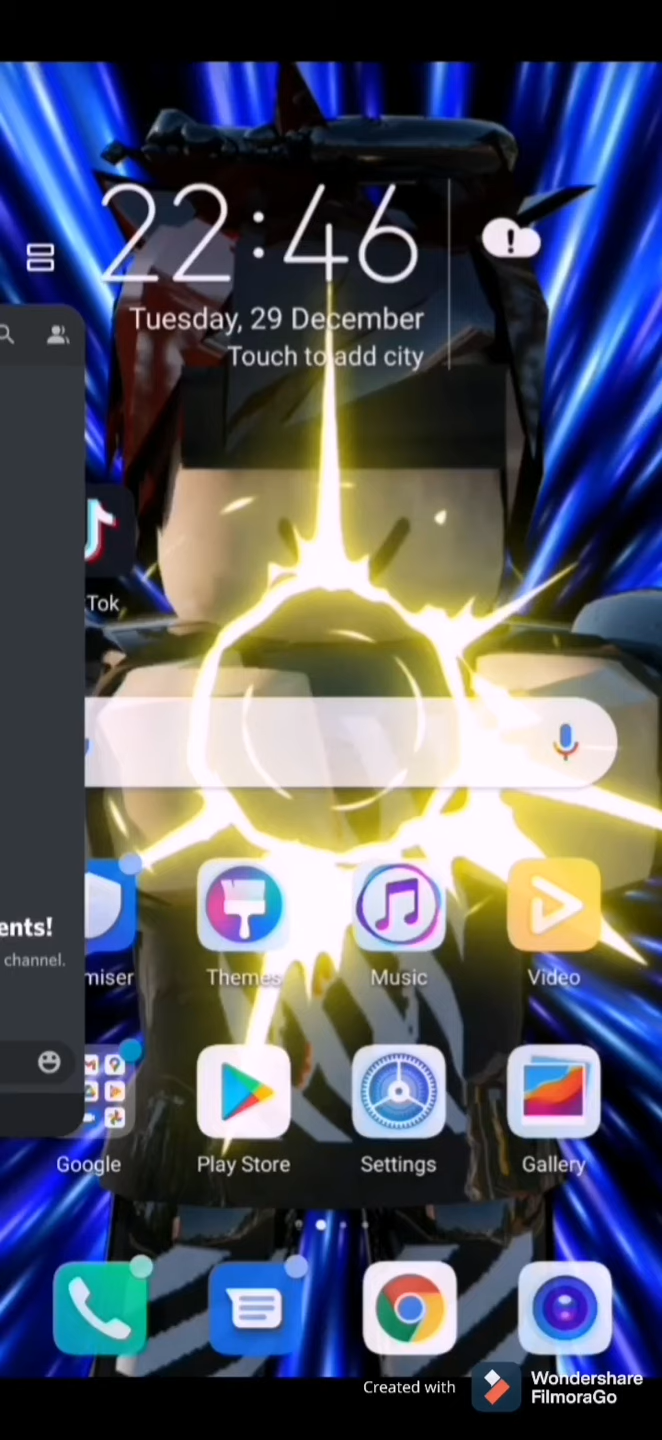 22:46
Tuesday, 29 December
Touch to add city
Tok
ents!
channel.
miser
Themes
Music
Video
Google
Play Store
Settings
Gallery
Created with
Wondershare
FilmoraGo